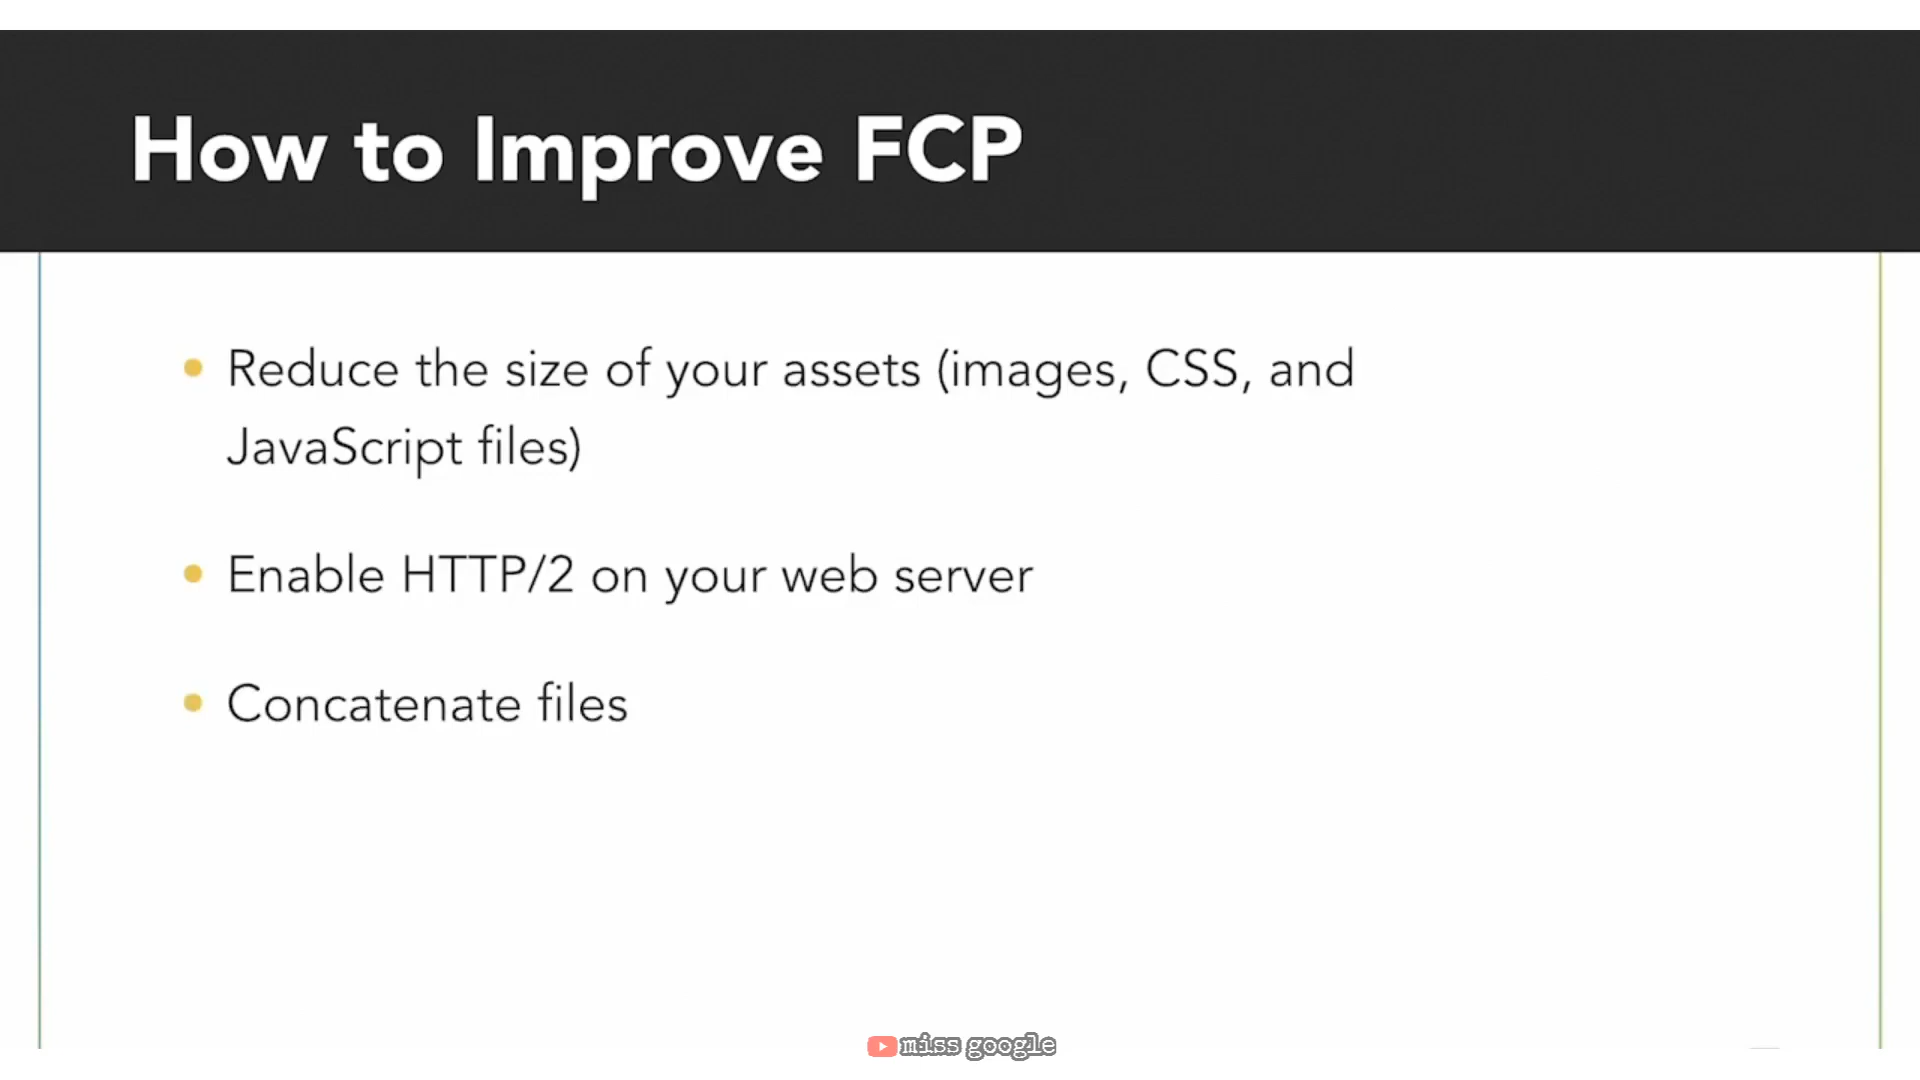 How to Improve FCP
• Reduce the size of your assets (images, CSS, and
JavaScript files)
• Enable HTTP/2 on your web server
• Concatenate files
miss google